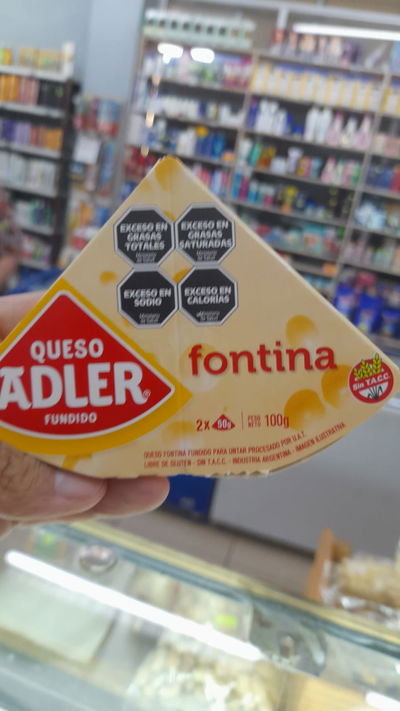 EXCESO EN
GRASAS
TOTALES
Ministerio
de Salud
EXCESO EN
GRASAS
SATURADAS
Ministerio
de Salud
EXCESO EN
SODIO
Ministerio
de Salud
EXCESO EN
CALORÍAS
Ministerio
de Salud
QUESO
ADLER®
FUNDIDO
fontina
2x 50g PESO NETO 100g
Sin T.A.C.C.
QUESO FONTINA FUNDIDO PARA UNTAR PROCESADO POR U.A.T.
LIBRE DE GLUTEN - SIN T.A.C.C. - INDUSTRIA ARGENTINA - IMAGEN ILUSTRATIVA